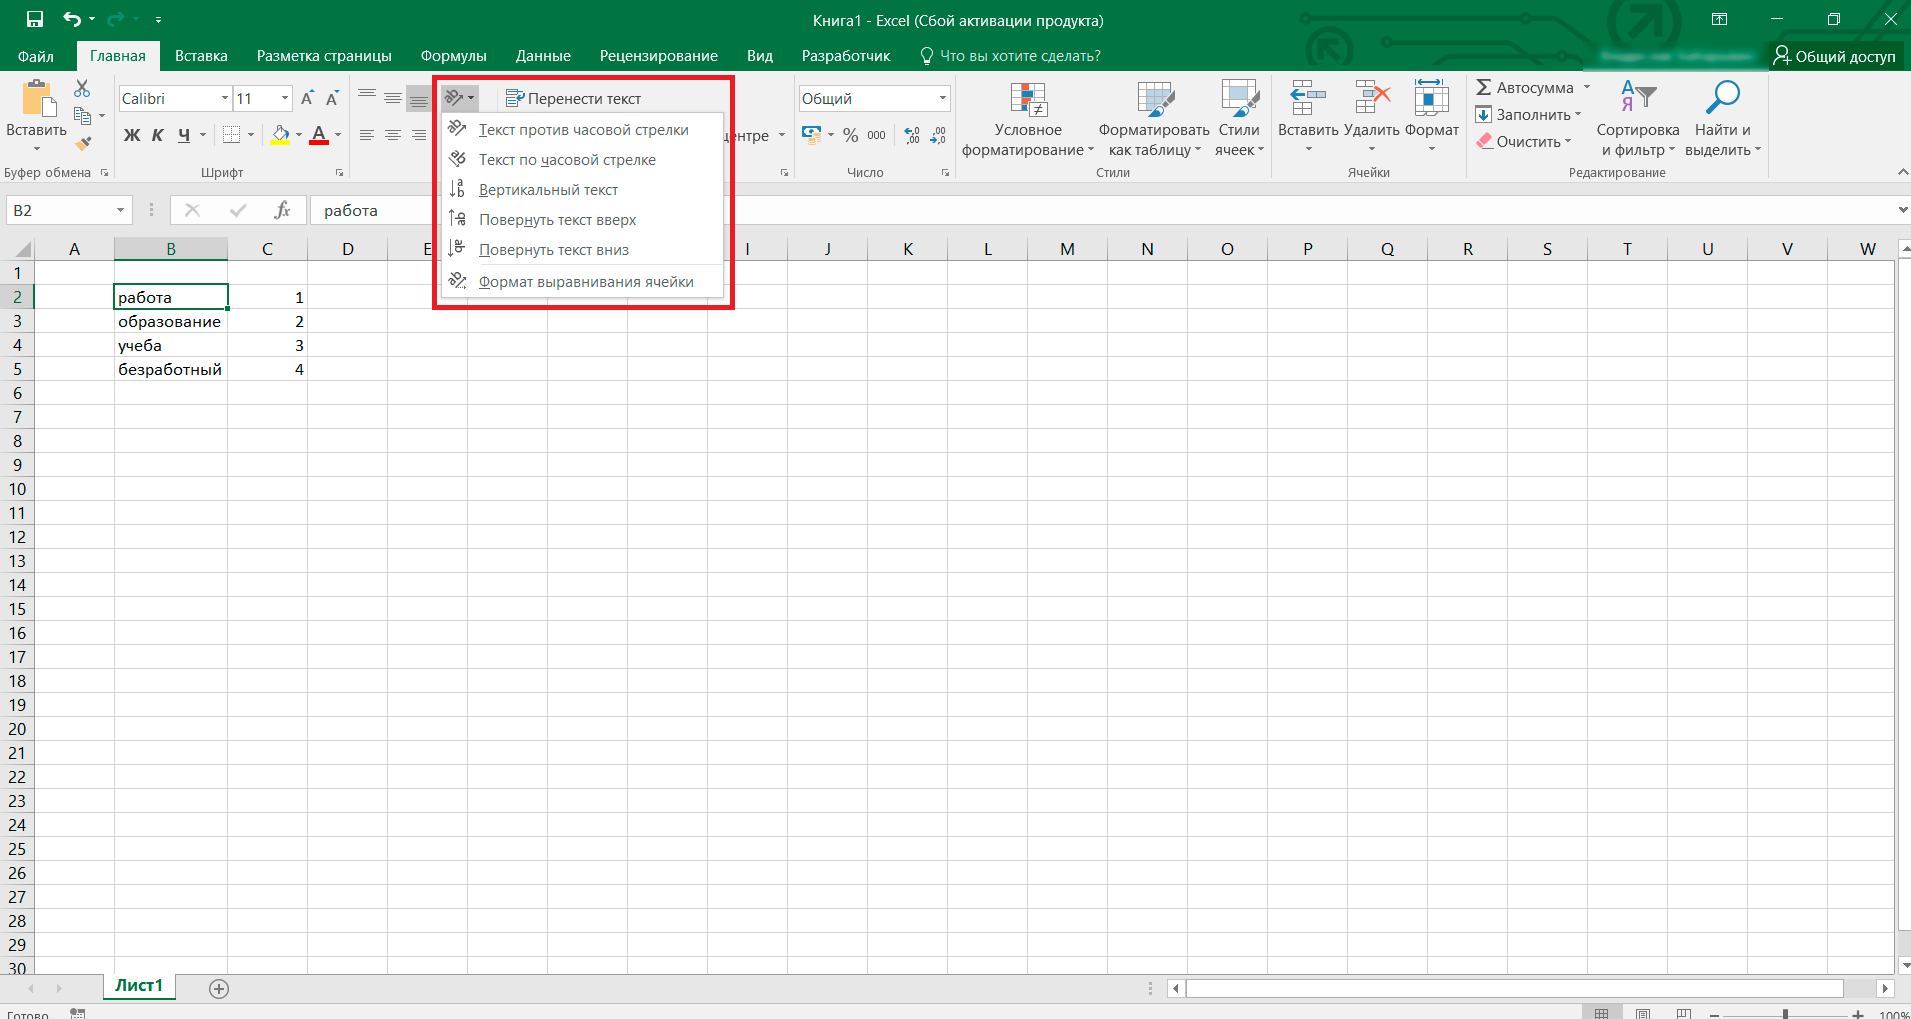 Книга1 - Excel (Сбой активации продукта)
Файл Главная Вставка Разметка страницы Формулы Данные Рецензирование Вид Разработчик Что вы хотите сделать? Общий доступ
Calibri 11 Перенести текст Общий
Вставить Ж К Ч А центре % 000
Условное форматирование
Форматировать как таблицу
Стили ячеек
Вставить Удалить Формат
Автосумма
Заполнить
Очистить
Сортировка и фильтр
Найти и выделить
Буфер обмена Шрифт Число Стили Ячейки Редактирование
Текст против часовой стрелки
Текст по часовой стрелке
Вертикальный текст
Повернуть текст вверх
Повернуть текст вниз
Формат выравнивания ячейки
B2 fx работа
A B C D E I J K L M N O P Q R S T U V W
1
2 работа 1
3 образование 2
4 учеба 3
5 безработный 4
6
7
8
9
10
11
12
13
14
15
16
17
18
19
20
21
22
23
24
25
26
27
28
29
30
Лист1
Готово 100%